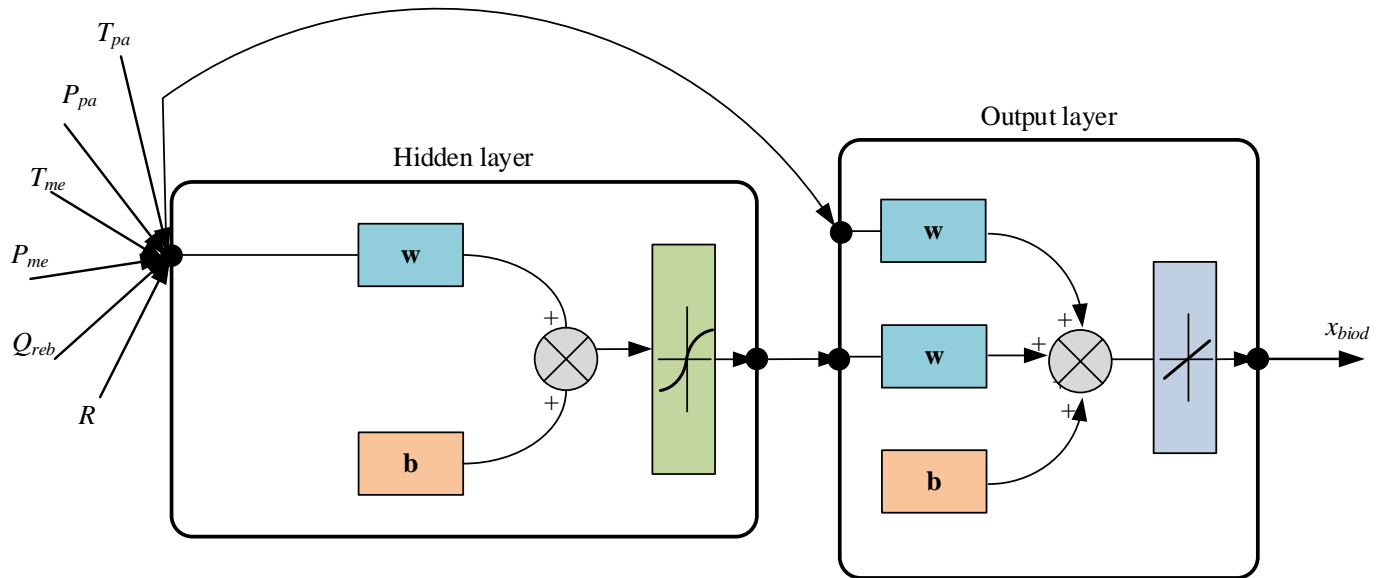 T_pa
P_pa
T_me
P_me
Q_reb
R
Hidden layer
w
b
+
+
Output layer
w
w
b
+
+
+
+
x_biod